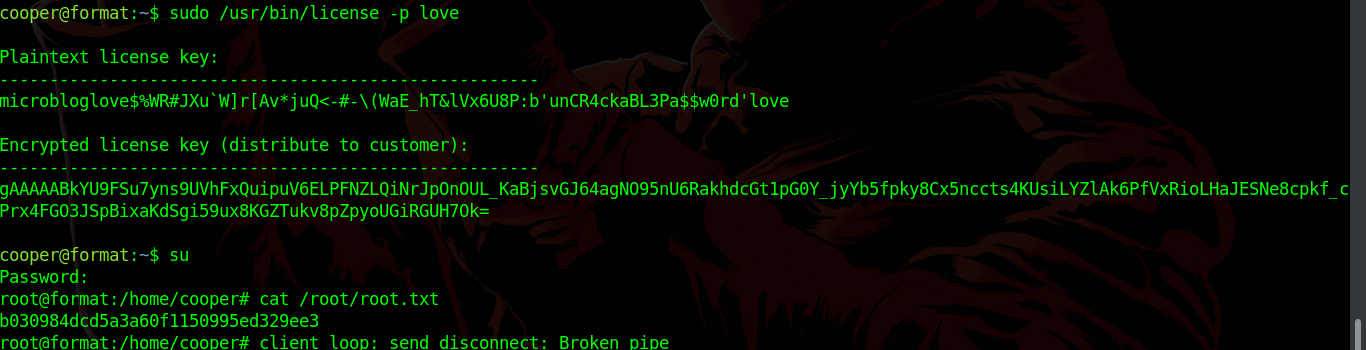 cooper@format:~$ sudo /usr/bin/license -p love
Plaintext license key:
------------------------------------------------------
microbloglove$%WR#JXu`W]r[Av*juQ<-#-\(WaE_hT&lVx6U8P:b'unCR4ckaBL3Pa$$w0rd'love
Encrypted license key (distribute to customer):
------------------------------------------------------
gAAAAABkYU9FSu7yns9UVhFxQuipuV6ELPFNZLQiNrJpOnOUL_KaBjsvGJ64agNO95nU6RakhdcGt1pG0Y_jyYb5fpky8Cx5nccts4KUsiLYZlAk6PfVxRioLHaJESNe8cpkf_c
Prx4FGO3JSpBixaKdSgi59ux8KGZTukv8pZpyoUGiRGUH7Ok=
cooper@format:~$ su
Password:
root@format:/home/cooper# cat /root/root.txt
b030984dcd5a3a60f1150995ed329ee3
root@format:/home/cooper# client_loop: send disconnect: Broken pipe